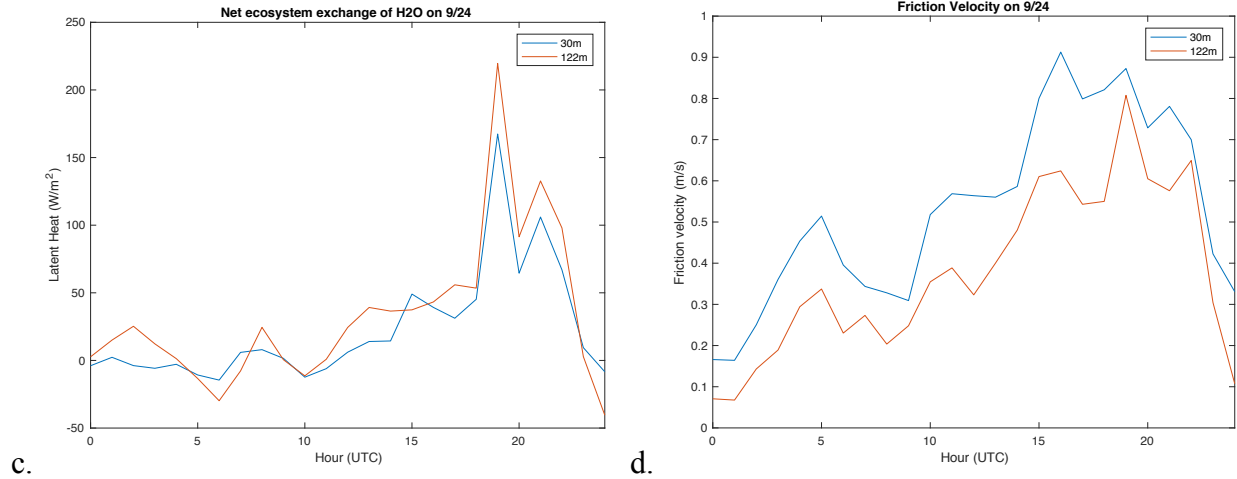 Net ecosystem exchange of H2O on 9/24
250
200
150
100
50
0
-50
Latent Heat (W/m²)
30m
122m
0 5 10 15 20
Hour (UTC)
c.
Friction Velocity on 9/24
1
0.9
0.8
0.7
0.6
0.5
0.4
0.3
0.2
0.1
0
Friction velocity (m/s)
30m
122m
0 5 10 15 20
Hour (UTC)
d.